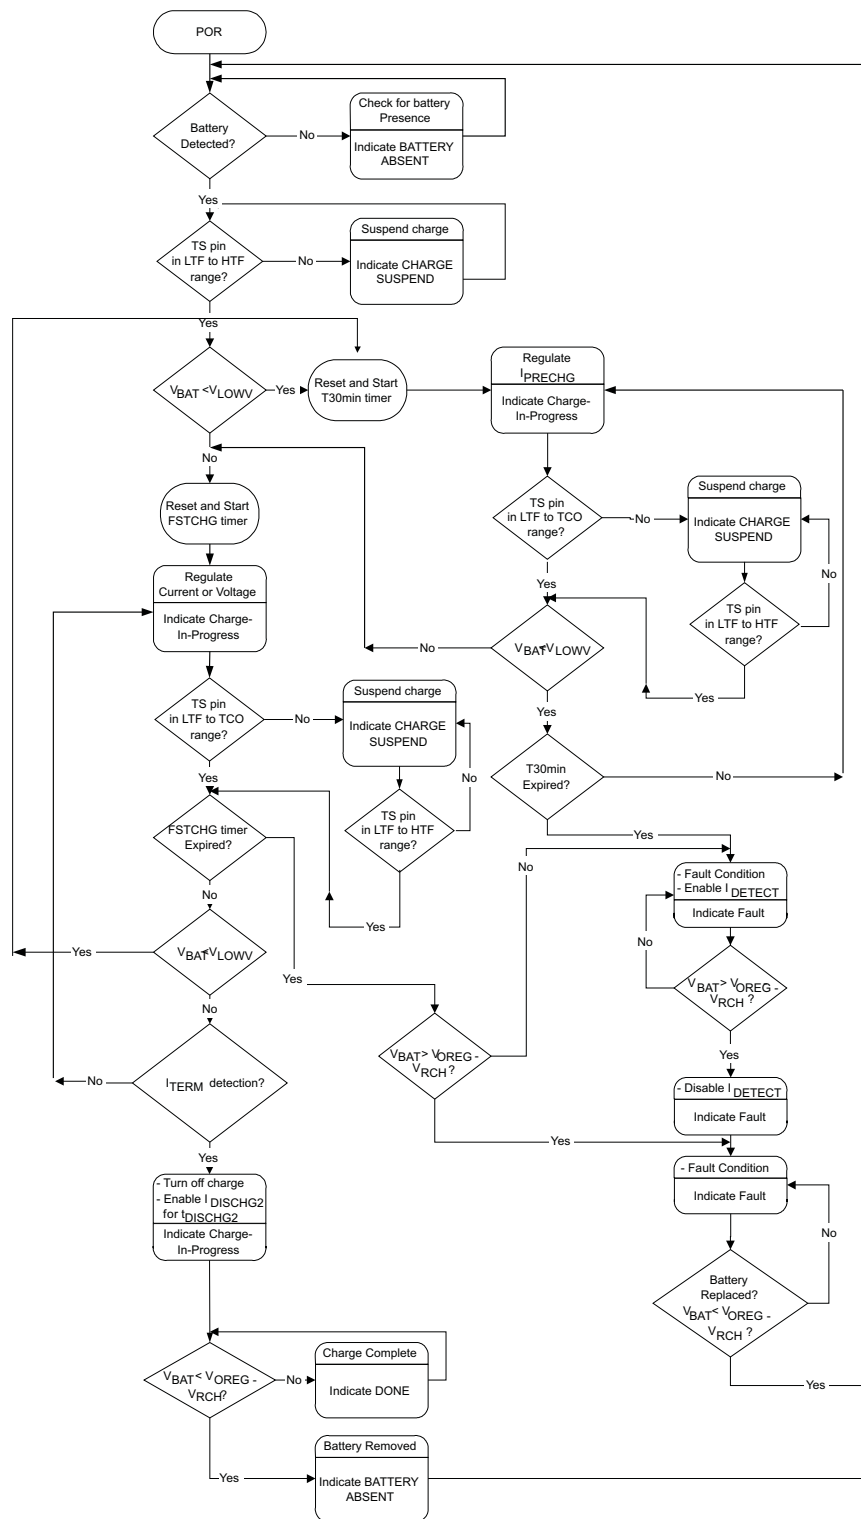 POR
Battery
Detected?
No
Check for battery
Presence
Indicate BATTERY
ABSENT
Yes
TS pin
in LTF to HTF
range?
No
Suspend charge
Indicate CHARGE
SUSPEND
Yes
VBAT <VLOWV
Yes
Reset and Start
T30min timer
Regulate
IPRECHG
Indicate Charge-
In-Progress
No
Reset and Start
FSTCHG timer
TS pin
in LTF to TCO
range?
No
Suspend charge
Indicate CHARGE
SUSPEND
No
Yes
TS pin
in LTF to HTF
range?
Yes
Regulate
Current or Voltage
Indicate Charge-
In-Progress
No
VBAT<VLOWV
Yes
TS pin
in LTF to TCO
range?
No
Suspend charge
Indicate CHARGE
SUSPEND
No
Yes
TS pin
in LTF to HTF
range?
Yes
T30min
Expired?
No
Yes
FSTCHG timer
Expired?
No
Yes
No
- Fault Condition
- Enable IDETECT
Indicate Fault
No
VBAT<VLOWV
Yes
No
VBAT> VOREG -
VRCH ?
Yes
VBAT> VOREG -
VRCH ?
Yes
ITERM detection?
No
Yes
- Disable IDETECT
Indicate Fault
- Fault Condition
Indicate Fault
No
- Turn off charge
- Enable IDISCHG2
for tDISCHG2
Indicate Charge-
In-Progress
Battery
Replaced?
VBAT< VOREG -
VRCH ?
Yes
VBAT< VOREG -
VRCH?
No
Charge Complete
Indicate DONE
Yes
Battery Removed
Indicate BATTERY
ABSENT